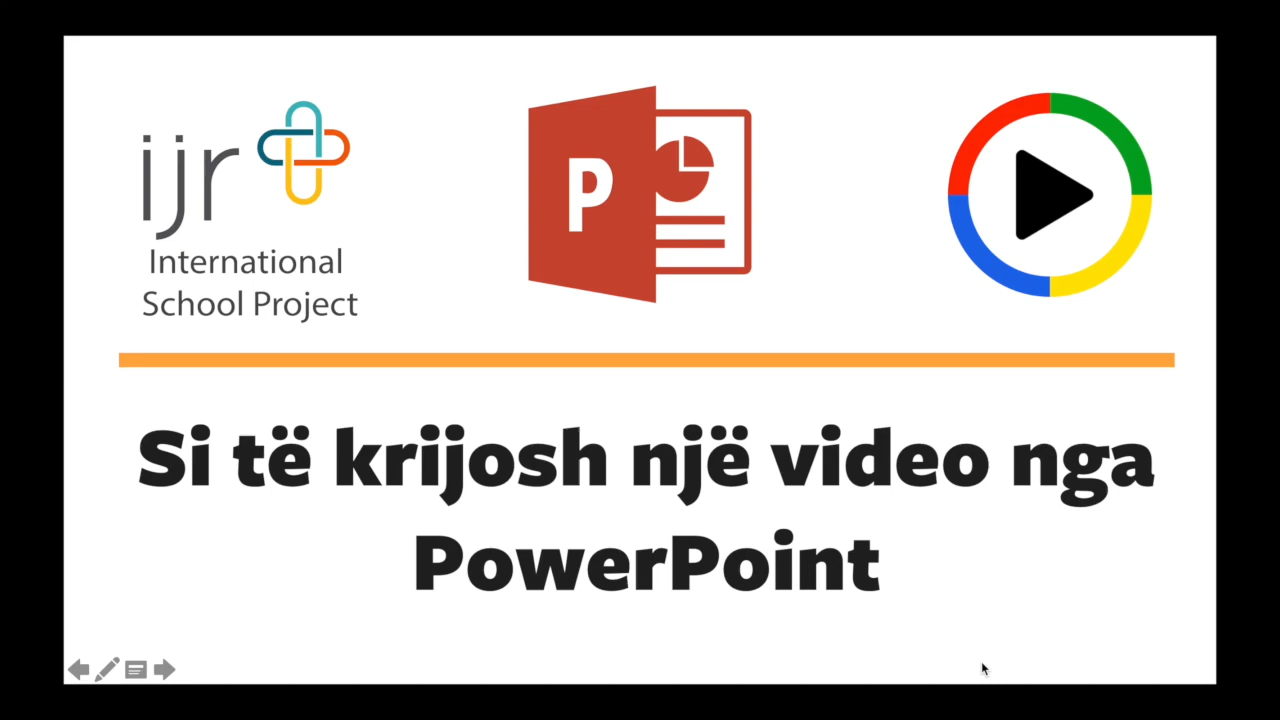 ijr
International
School Project
P
Si të krijosh një video nga
PowerPoint